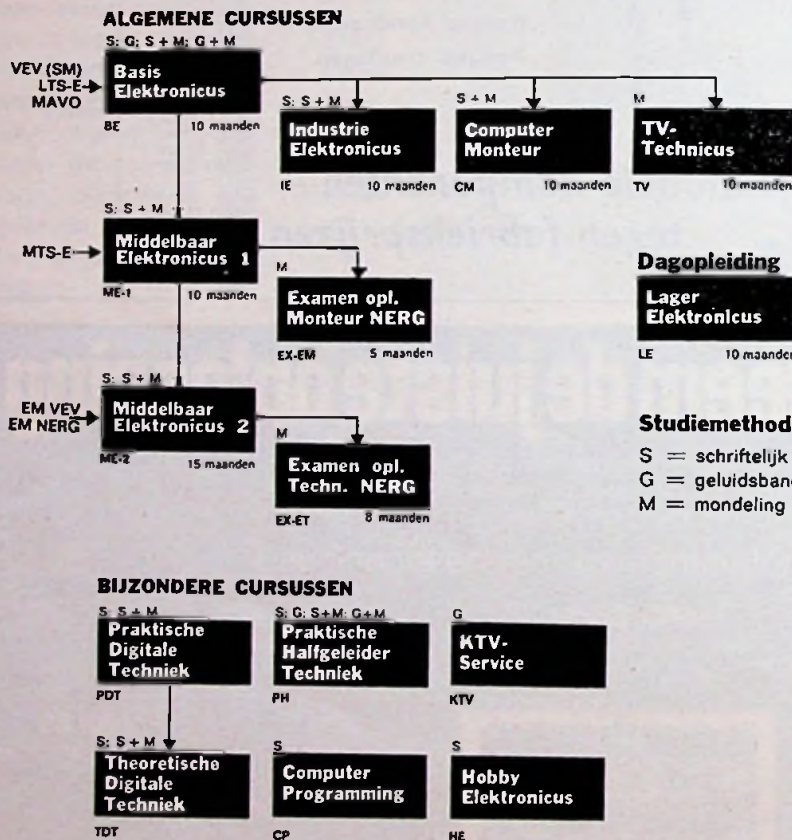 ALGEMENE CURSUSSEN
S: G; S + M; G + M
VEV (SM)
LTS-E
MAVO
Basis
Elektronicus
BE 10 maanden
S: S + M
Industrie
Elektronicus
IE 10 maanden
S + M
Computer
Monteur
CM 10 maanden
M
TV-
Technicus
TV 10 maanden
S: S + M
MTS-E
Middelbaar
Elektronicus 1
ME-1 10 maanden
M
Examen opl.
Monteur NERG
EX-EM 5 maanden
Dagopleiding
Lager
Elektronicus
LE 10 maanden
S: S + M
EM VEV
EM NERG
Middelbaar
Elektronicus 2
ME-2 15 maanden
M
Examen opl.
Techn. NERG
EX-ET 8 maanden
Studiemethod
S = schriftelijk
G = geluidsban
M = mondeling
BIJZONDERE CURSUSSEN
S: S + M
Praktische
Digitale
Techniek
PDT
S; G; S+M; G+M
Praktische
Halfgeleider
Techniek
PH
G
KTV-
Service
KTV
S: S + M
Theoretische
Digitale
Techniek
TDT
S
Computer
Programming
CP
S
Hobby
Elektronicus
HE